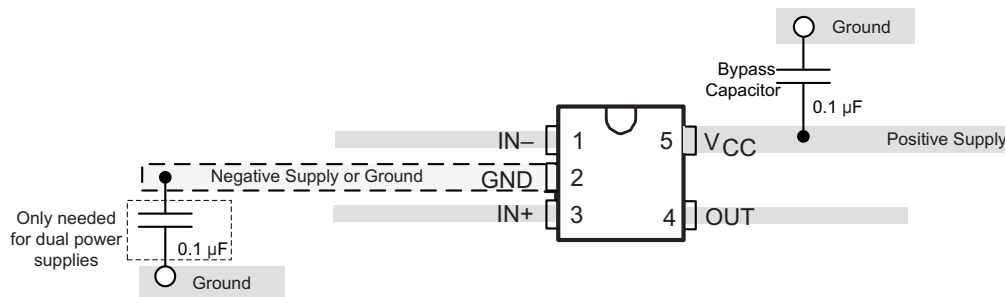 Ground
Bypass
Capacitor
0.1 µF
IN–
1
5
VCC
Positive Supply
Negative Supply or Ground
GND
2
IN+
3
4
OUT
Only needed
for dual power
supplies
0.1 µF
Ground